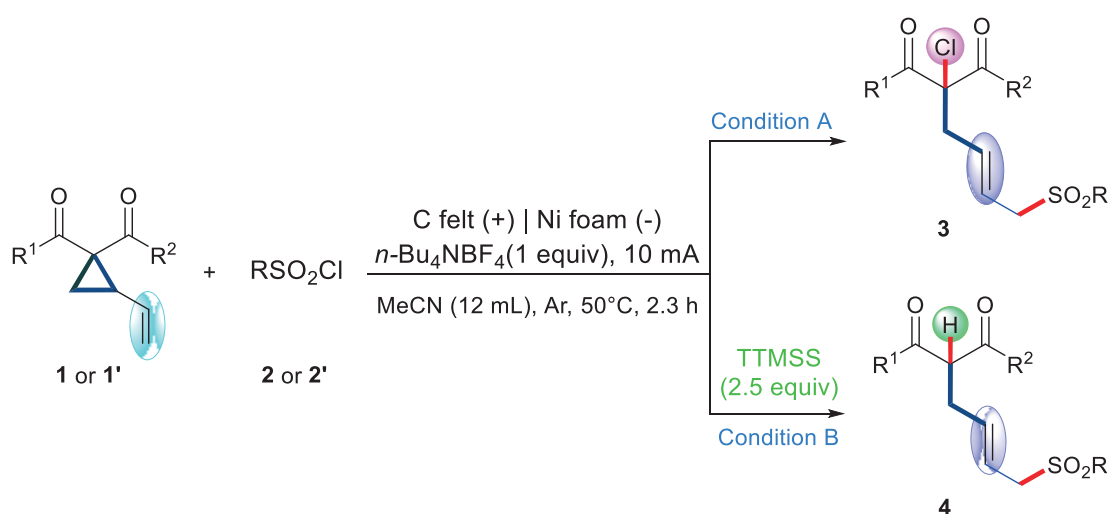 O O
R¹ R²
1 or 1'
+
RSO₂Cl
2 or 2'
C felt (+) | Ni foam (-)
n-Bu₄NBF₄(1 equiv), 10 mA
MeCN (12 mL), Ar, 50°C, 2.3 h
Condition A
O Cl O
R¹ R²
SO₂R
3
TTMSS
(2.5 equiv)
Condition B
O H O
R¹ R²
SO₂R
4